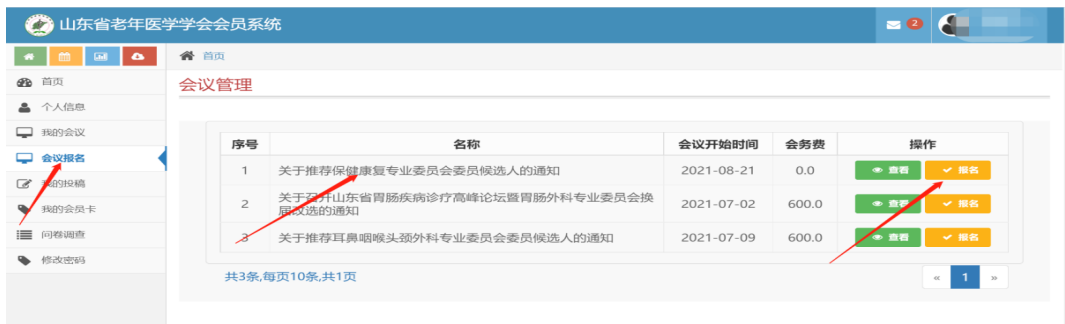 山东省老年医学学会会员系统
2
首页
首页
会议管理
个人信息
我的会议
会议报名
我的投稿
我的会员卡
问卷调查
修改密码
序号 名称 会议开始时间 会务费 操作
1 关于推荐保健康复专业委员会委员候选人的通知 2021-08-21 0.0 查看 报名
2 关于召开山东省胃肠疾病诊疗高峰论坛暨胃肠外科专业委员会换
届改选的通知 2021-07-02 600.0 查看 报名
3 关于推荐耳鼻咽喉头颈外科专业委员会委员候选人的通知 2021-07-09 600.0 查看 报名
共3条,每页10条,共1页
« 1 »